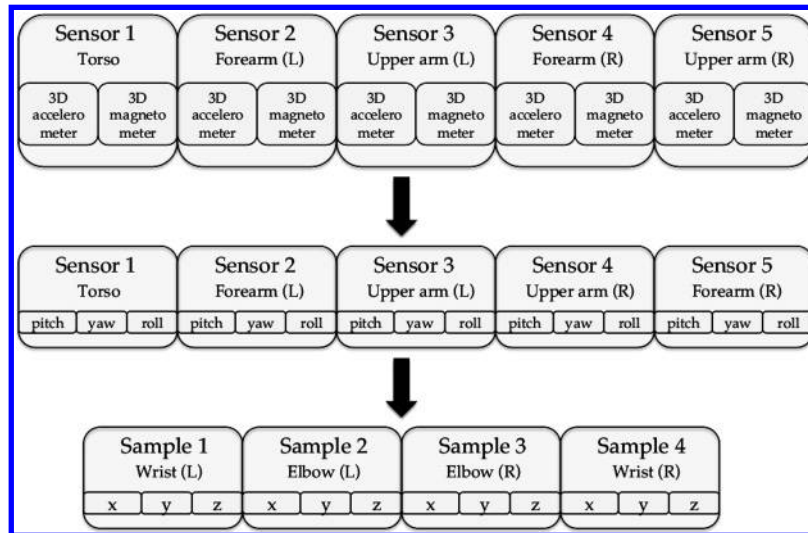 Sensor 1 Sensor 2 Sensor 3 Sensor 4 Sensor 5
Torso Forearm (L) Upper arm (L) Forearm (R) Upper arm (R)
3D 3D 3D 3D 3D 3D 3D 3D 3D 3D
accelero magneto accelero magneto accelero magneto accelero magneto accelero magneto
meter meter meter meter meter meter meter meter meter meter
Sensor 1 Sensor 2 Sensor 3 Sensor 4 Sensor 5
Torso Forearm (L) Upper arm (L) Upper arm (R) Forearm (R)
pitch yaw roll pitch yaw roll pitch yaw roll pitch yaw roll pitch yaw roll
Sample 1 Sample 2 Sample 3 Sample 4
Wrist (L) Elbow (L) Elbow (R) Wrist (R)
x y z x y z x y z x y z